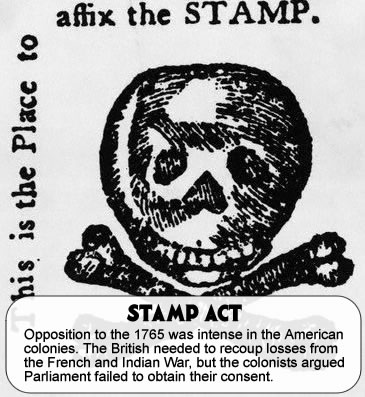 This is the Place to
affix the STAMP.
STAMP ACT
Opposition to the 1765 was intense in the American
colonies. The British needed to recoup losses from
the French and Indian War, but the colonists argued
Parliament failed to obtain their consent.